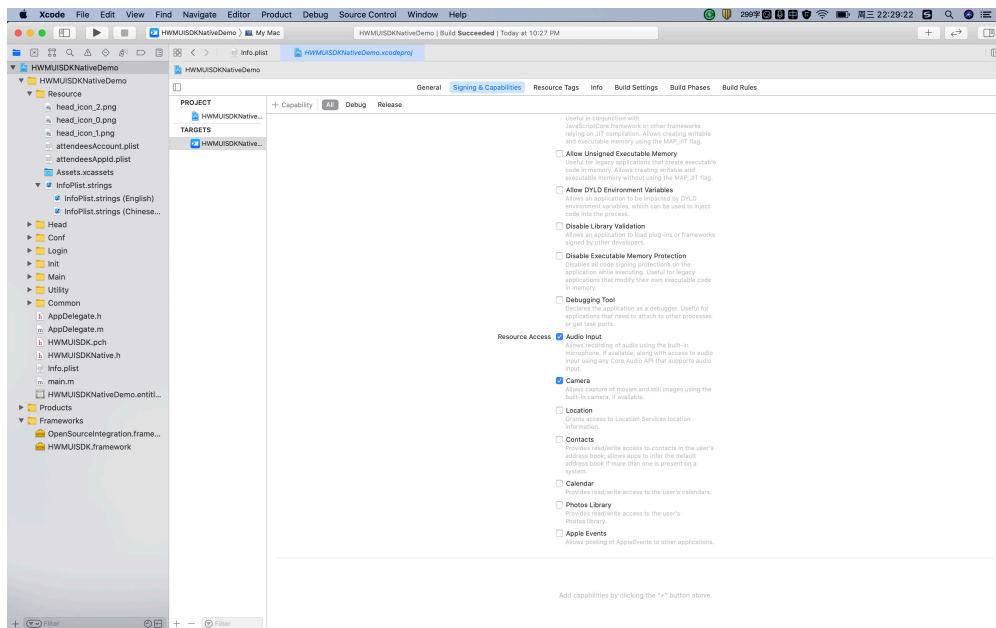 Xcode File Edit View Find Navigate Editor Product Debug Source Control Window Help 299字 周三 22:29:22
HWMUISDKNativeDemo 〉 My Mac HWMUISDKNativeDemo | Build Succeeded | Today at 10:27 PM
Info.plist HWMUISDKNativeDemo.xcodeproj
HWMUISDKNativeDemo
HWMUISDKNativeDemo
Resource
head_icon_2.png
head_icon_0.png
head_icon_1.png
attendeesAccount.plist
attendeesAppId.plist
Assets.xcassets
InfoPlist.strings
InfoPlist.strings (English)
InfoPlist.strings (Chinese...
Head
Conf
Login
Init
Main
Utility
Common
AppDelegate.h
AppDelegate.m
HWMUISDK.pch
HWMUISDKNative.h
Info.plist
main.m
HWMUISDKNativeDemo.entitl...
Products
Frameworks
OpenSourceIntegration.frame...
HWMUISDK.framework
Filter
HWMUISDKNativeDemo
General Signing & Capabilities Resource Tags Info Build Settings Build Phases Build Rules
PROJECT
HWMUISDKNative...
TARGETS
HWMUISDKNative...
Filter
+ Capability All Debug Release
Useful in conjunction with
JavaScriptCore.framework or other frameworks
relying on JIT compilation. Allows creating writable
and executable memory using the MAP_JIT flag.
Allow Unsigned Executable Memory
Useful for legacy applications that create executable
code in memory. Allows creating writable and
executable memory without using the MAP_JIT flag.
Allow DYLD Environment Variables
Allows an application to be impacted by DYLD
environment variables, which can be used to inject
code into the process.
Disable Library Validation
Allows an application to load plug-ins or frameworks
signed by other developers.
Disable Executable Memory Protection
Disables all code signing protections on the
application while executing. Useful for legacy
applications that modify their own executable code
in memory.
Debugging Tool
Declares the application as a debugger. Useful for
applications that need to attach to other processes
or get task ports.
Resource Access Audio Input
Allows recording of audio using the built-in
microphone, if available, along with access to audio
input using any Core Audio API that supports audio
input.
Camera
Allows capture of movies and still images using the
built-in camera, if available.
Location
Grants access to Location Services location
information.
Contacts
Provides read/write access to contacts in the user's
address book; allows apps to infer the default
address book if more than one is present on a
system.
Calendar
Provides read/write access to the user's calendars.
Photos Library
Provides read/write access to the user's
Photos library.
Apple Events
Allows posting of AppleEvents to other applications.
Add capabilities by clicking the "+" button above.